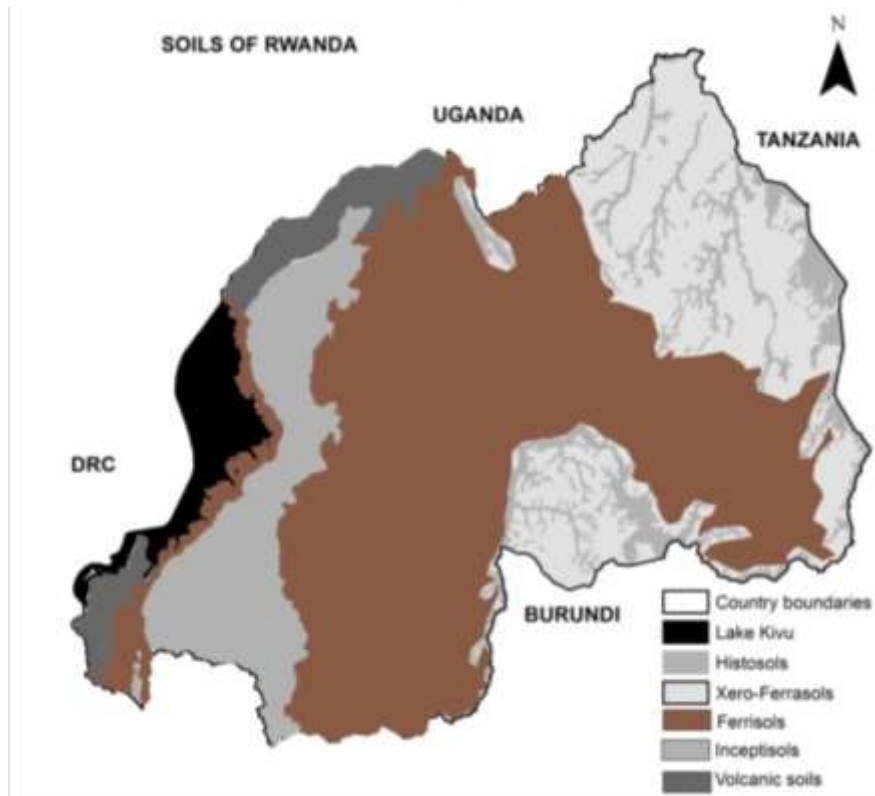 SOILS OF RWANDA
N
UGANDA
TANZANIA
DRC
BURUNDI
Country boundaries
Lake Kivu
Histosols
Xero-Ferrasols
Ferrisols
Inceptisols
Volcanic soils